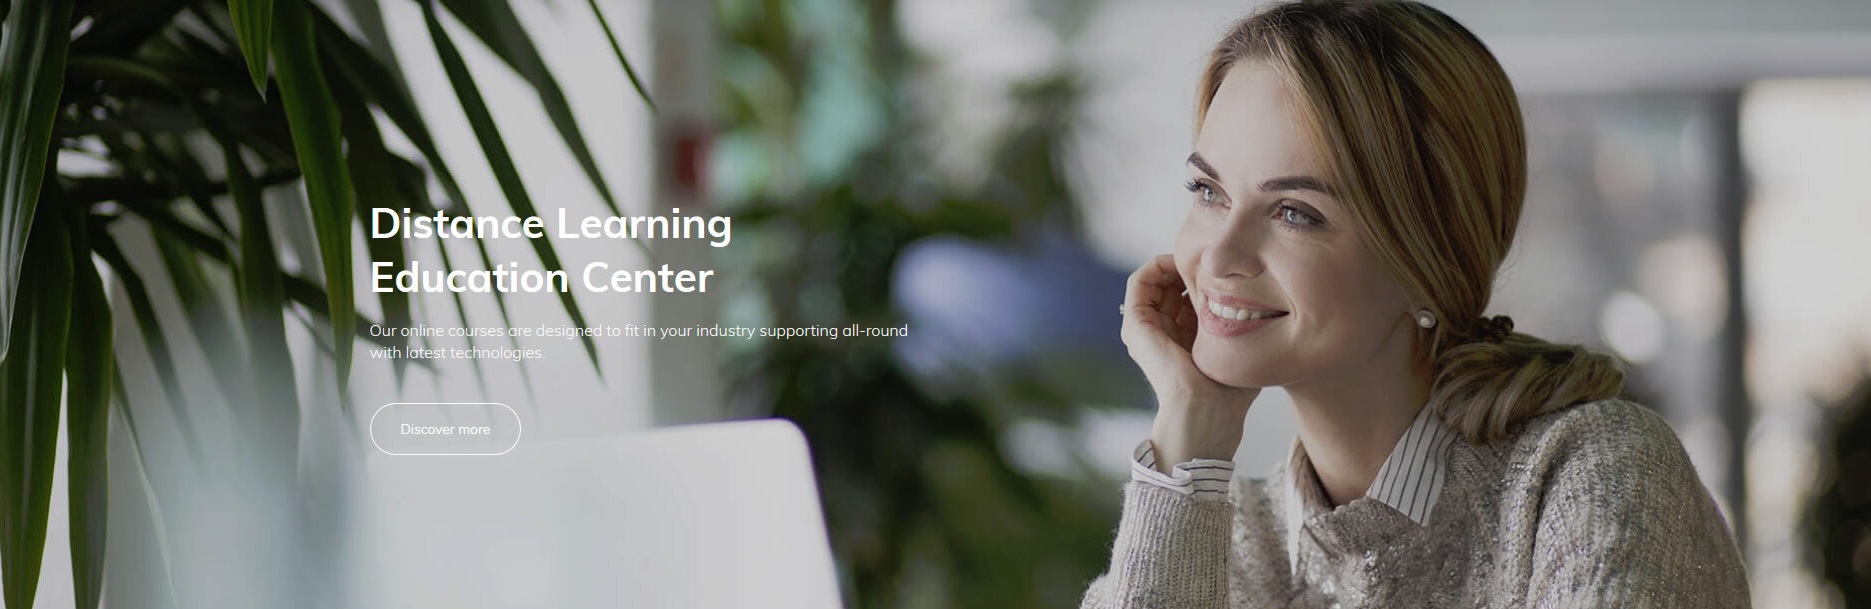 Distance Learning
Education Center
Our online courses are designed to fit in your industry supporting all-round
with latest technologies.
Discover more